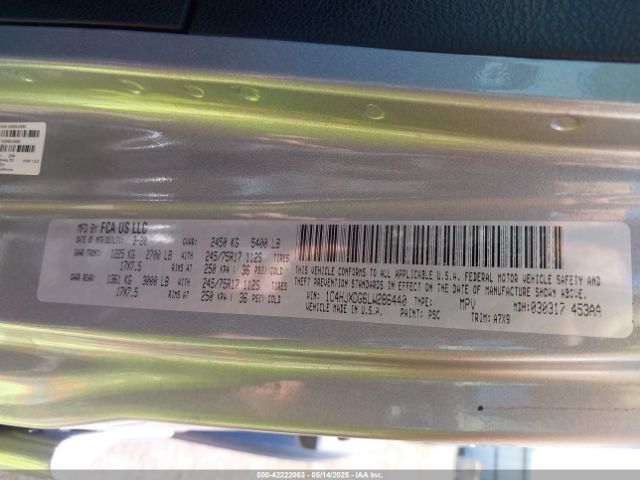 MFD BY FCA US LLC
DATE OF MFR/BUILT: 3-20 GVWR: 2450 KG 5400 LB
GAWR FRONT: 1225 KG 2700 LB WITH 245/75R17 112S TIRES
17X7.5 RIMS AT 250 KPA / 36 PSI COLD
GAWR REAR: 1361 KG 3000 LB WITH 245/75R17 112S TIRES
17X7.5 RIMS AT 250 KPA / 36 PSI COLD
THIS VEHICLE CONFORMS TO ALL APPLICABLE U.S.A. FEDERAL MOTOR VEHICLE SAFETY AND
THEFT PREVENTION STANDARDS IN EFFECT ON THE DATE OF MANUFACTURE SHOWN ABOVE.
VIN: 1C4HJXDG6LW286440 TYPE: MPV MDH: 030317 453AA
VEHICLE MADE IN U.S.A. PAINT: PSC TRIM: A7X9
000-42222063 - 05/14/2025 - IAAI.COM